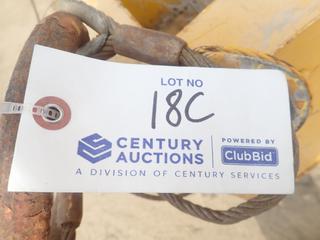 LOT NO
18C
CENTURY AUCTIONS
POWERED BY
ClubBid
A DIVISION OF CENTURY SERVICES